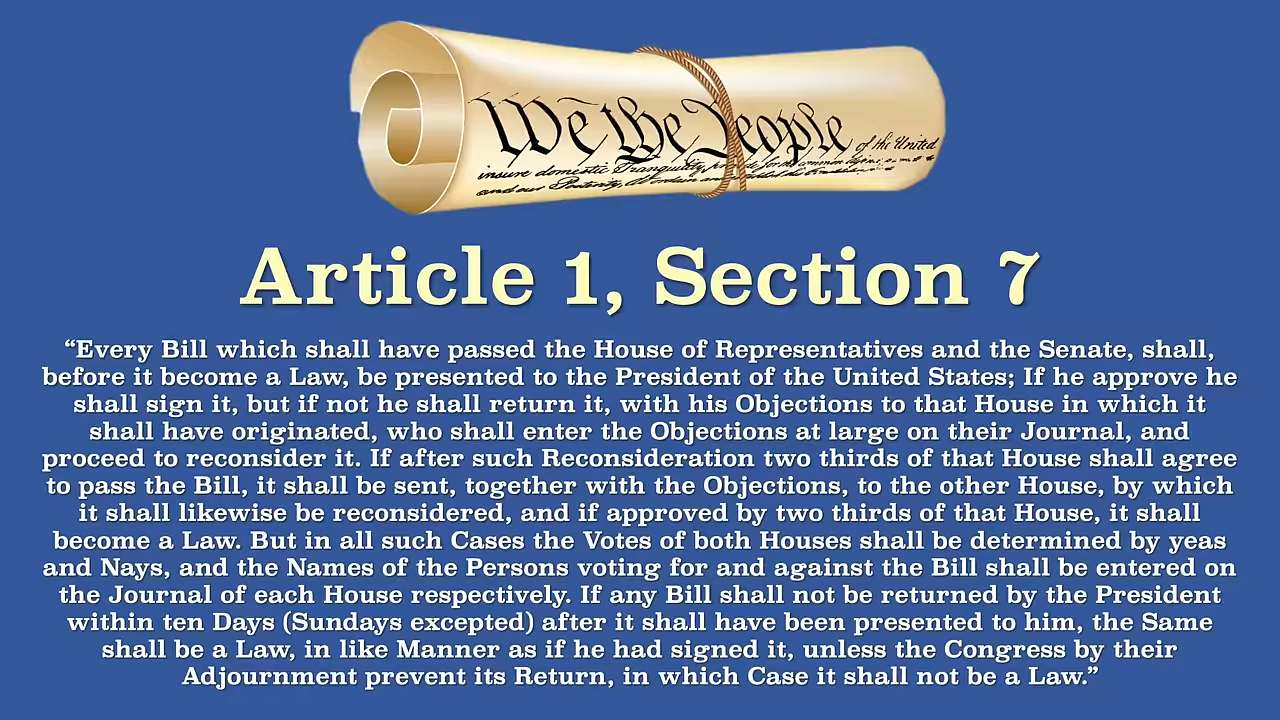 We the People of the United
insure domestic Tranquility, provide for the common
and our Posterity, do ordain and
Article 1, Section 7
“Every Bill which shall have passed the House of Representatives and the Senate, shall,
before it become a Law, be presented to the President of the United States; If he approve he
shall sign it, but if not he shall return it, with his Objections to that House in which it
shall have originated, who shall enter the Objections at large on their Journal, and
proceed to reconsider it. If after such Reconsideration two thirds of that House shall agree
to pass the Bill, it shall be sent, together with the Objections, to the other House, by which
it shall likewise be reconsidered, and if approved by two thirds of that House, it shall
become a Law. But in all such Cases the Votes of both Houses shall be determined by yeas
and Nays, and the Names of the Persons voting for and against the Bill shall be entered on
the Journal of each House respectively. If any Bill shall not be returned by the President
within ten Days (Sundays excepted) after it shall have been presented to him, the Same
shall be a Law, in like Manner as if he had signed it, unless the Congress by their
Adjournment prevent its Return, in which Case it shall not be a Law.”